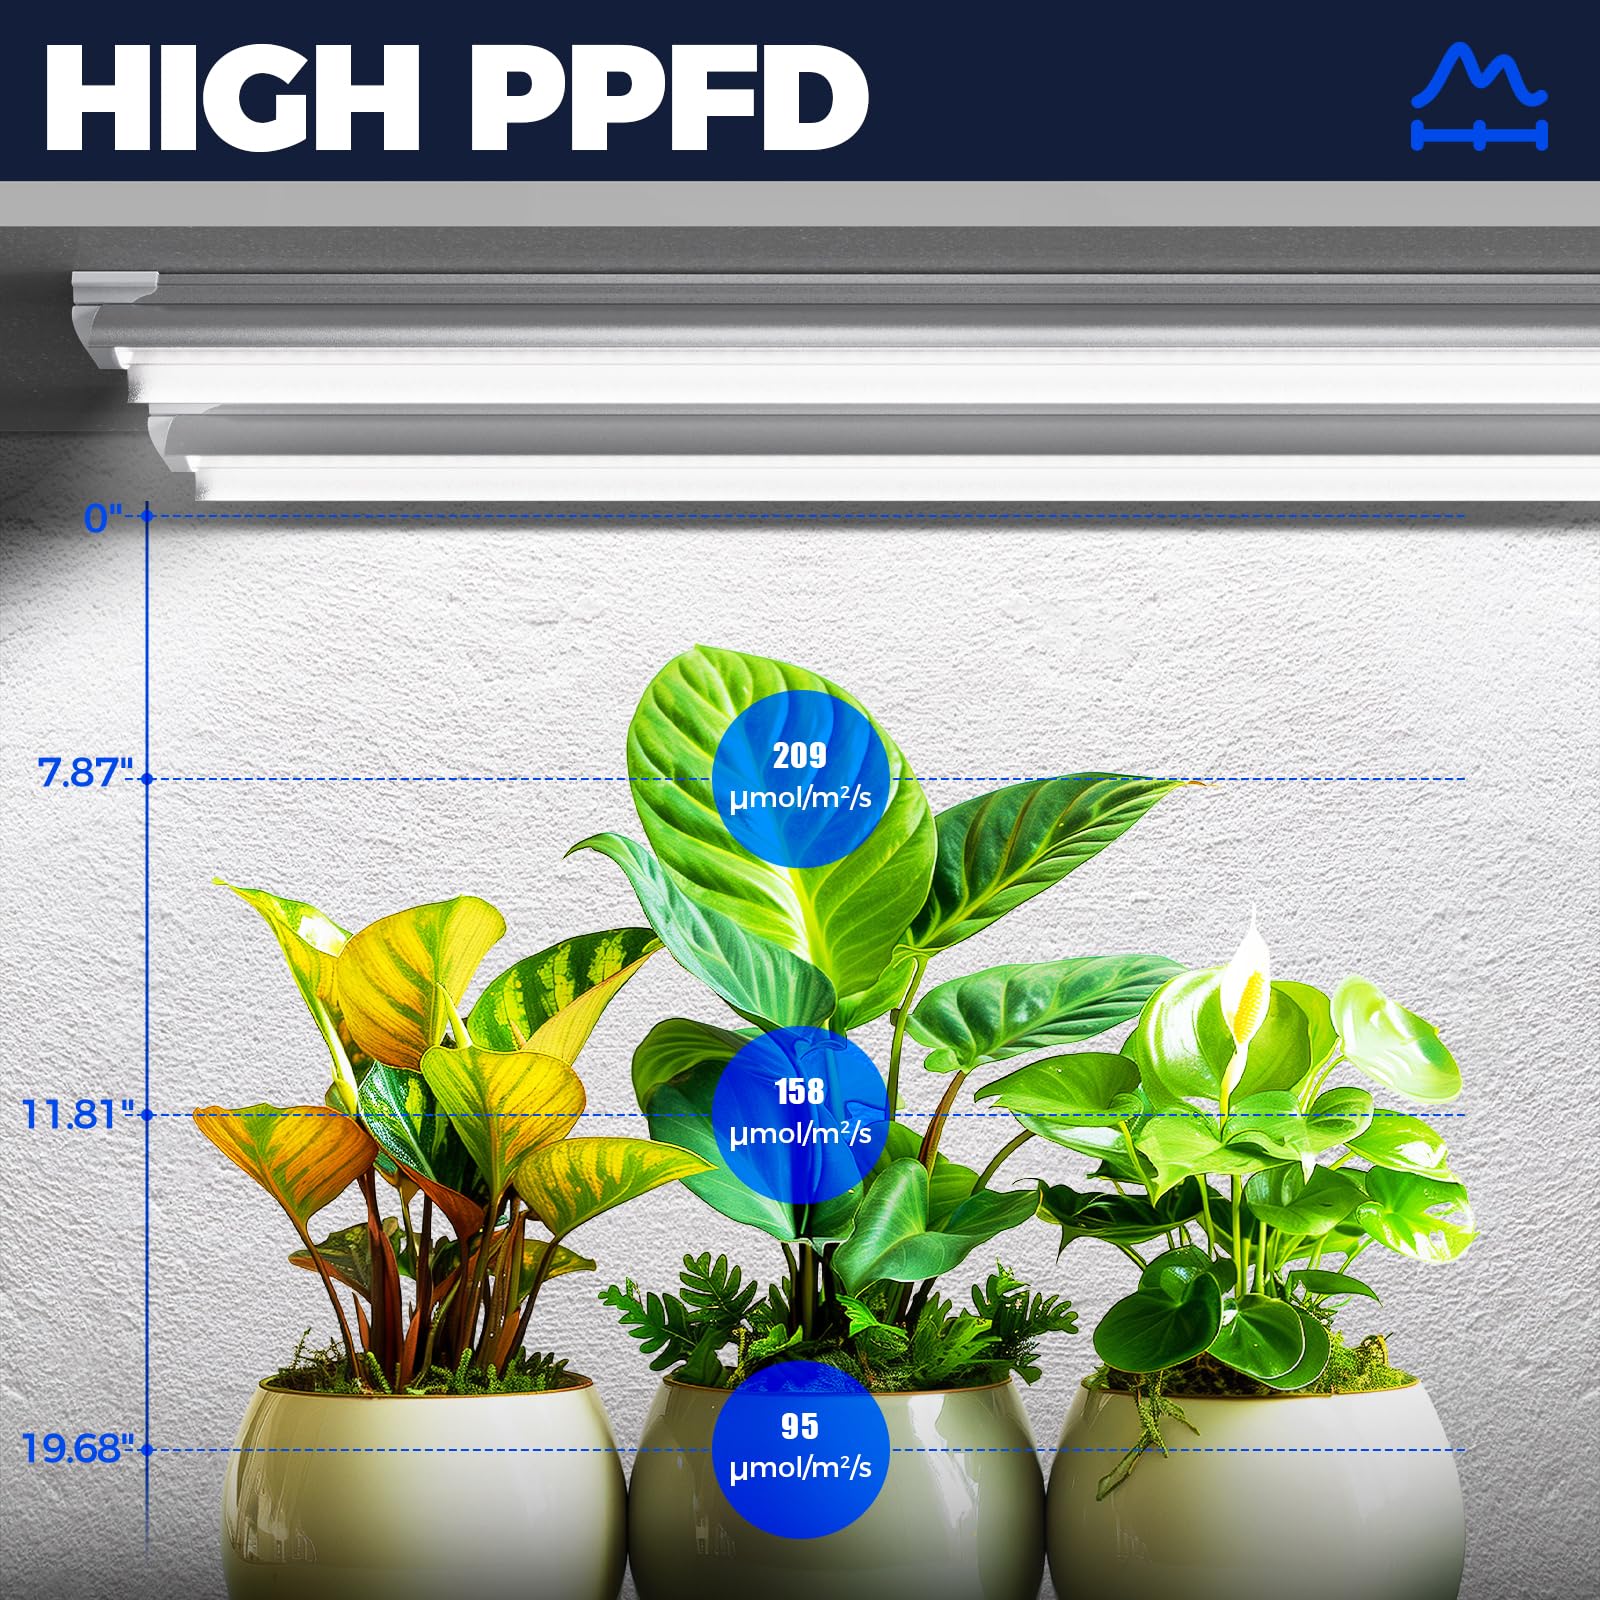 HIGH PPFD
0"
7.87"
209
μmol/m²/s
11.81"
158
μmol/m²/s
19.68"
95
μmol/m²/s